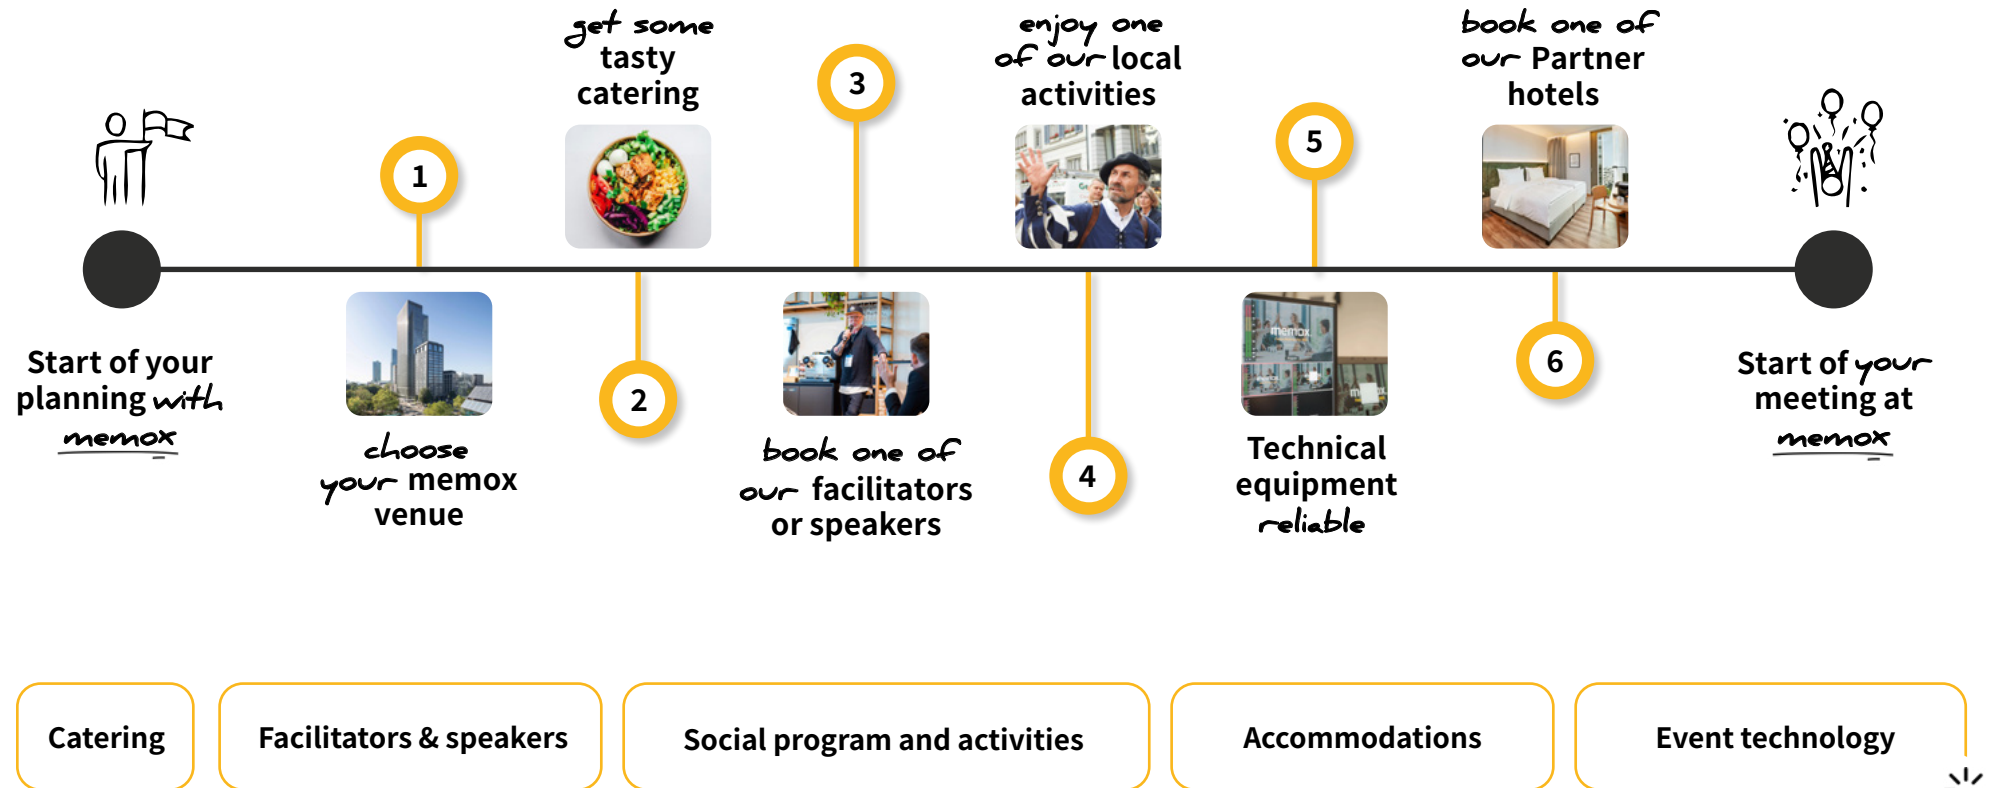 Start of your
planning with
memox
1
choose
your memox
venue
get some
tasty
catering
2
3
book one of
our facilitators
or speakers
enjoy one
of our local
activities
4
5
memox.
Technical
equipment
reliable
book one of
our Partner
hotels
6
Start of your
meeting at
memox
Catering
Facilitators & speakers
Social program and activities
Accommodations
Event technology